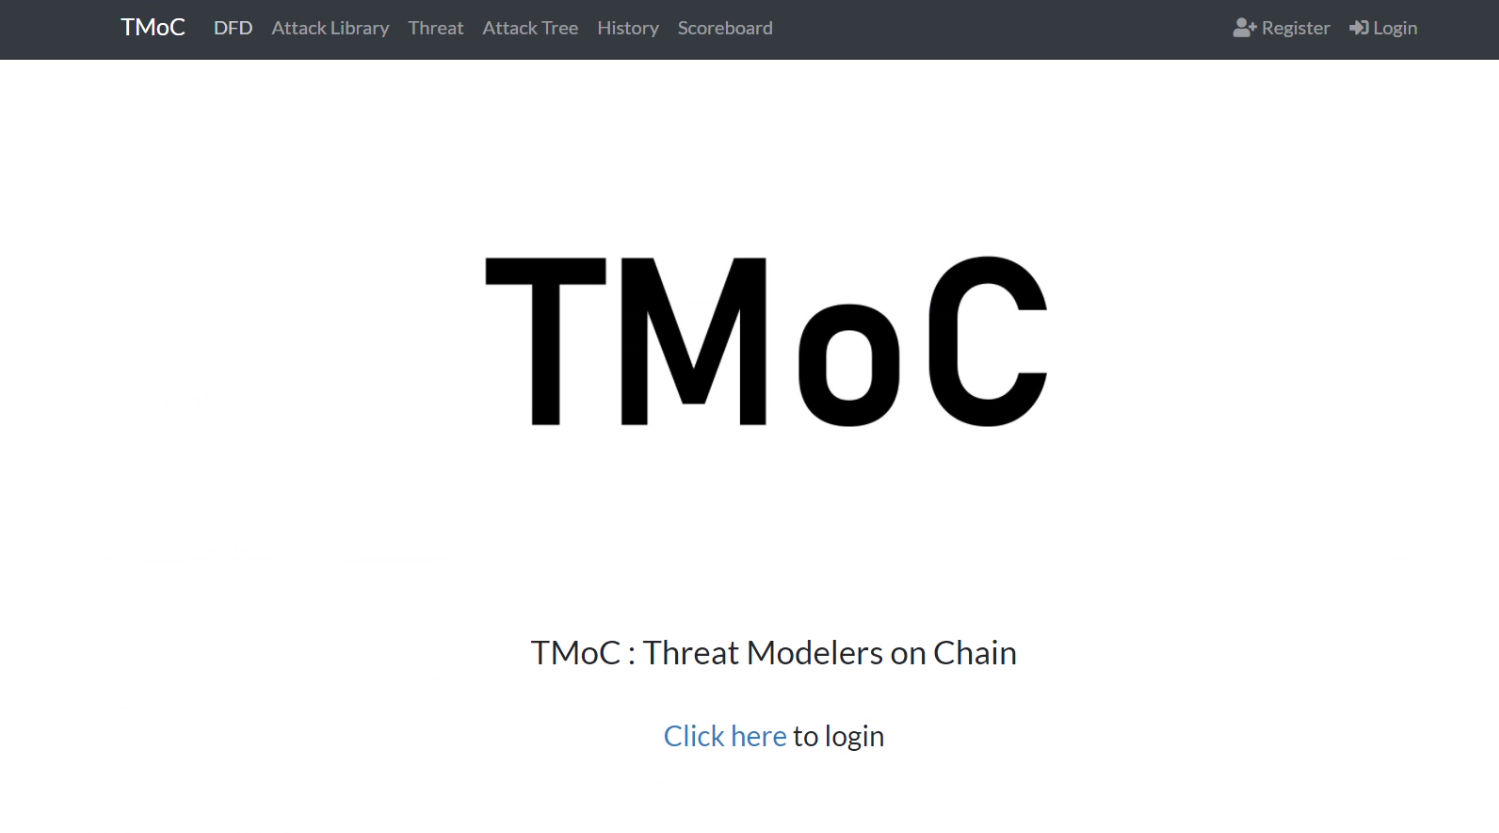 TMoC DFD Attack Library Threat Attack Tree History Scoreboard Register Login
TMoC
TMoC : Threat Modelers on Chain
Click here to login